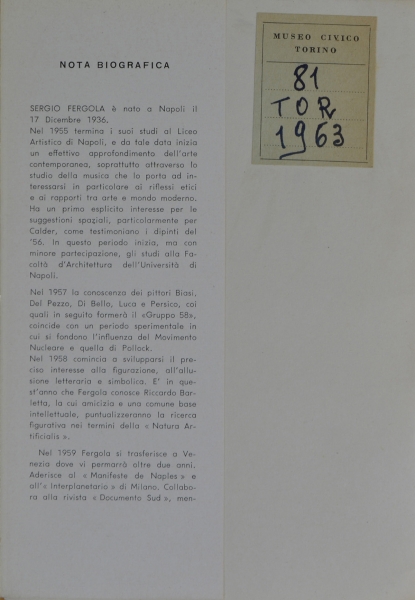 NOTA BIOGRAFICA
SERGIO FERGOLA è nato a Napoli il
17 Dicembre 1936.
Nel 1955 termina i suoi studi al Liceo
Artistico di Napoli, e da tale data inizia
un effettivo approfondimento dell'arte
contemporanea, soprattutto attraverso lo
studio della musica che lo porta ad in-
teressarsi in particolare ai riflessi etici
e ai rapporti tra arte e mondo moderno.
Ha un primo esplicito interesse per le
suggestioni spaziali, particolarmente per
Calder, come testimoniano i dipinti del
'56. In questo periodo inizia, ma con
minore partecipazione, gli studi alla Fa-
coltà d'Architettura dell'Università di
Napoli.
Nel 1957 la conoscenza dei pittori Biasi,
Del Pezzo, Di Bello, Luca e Persico, coi
quali in seguito formerà il «Gruppo 58»,
coincide con un periodo sperimentale in
cui si fondono l'influenza del Movimento
Nucleare e quella di Pollock.
Nel 1958 comincia a svilupparsi il pre-
ciso interesse alla figurazione, all'allu-
sione letteraria e simbolica. E' in que-
st'anno che Fergola conosce Riccardo Bar-
letta, la cui amicizia e una comune base
intellettuale, puntualizzeranno la ricerca
figurativa nei termini della « Natura Ar-
tificialis ».
Nel 1959 Fergola si trasferisce a Ve-
nezia dove vi permarrà oltre due anni.
Aderisce al « Manifeste de Naples » e
all'« Interplanetario » di Milano. Collabo-
ra alla rivista « Documento Sud », men-
MUSEO CIVICO
TORINO
81
TOR
1963